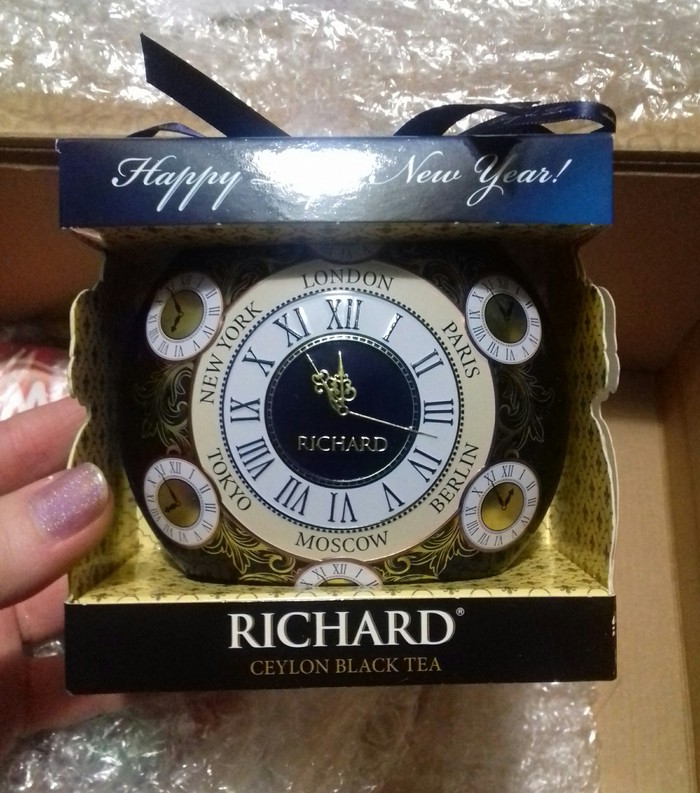 Happy New Year!
LONDON
NEW YORK
PARIS
XII
I
II
III
IV
V
VI
VII
VIII
IX
X
XI
RICHARD
TOKYO
BERLIN
MOSCOW
RICHARD®
CEYLON BLACK TEA